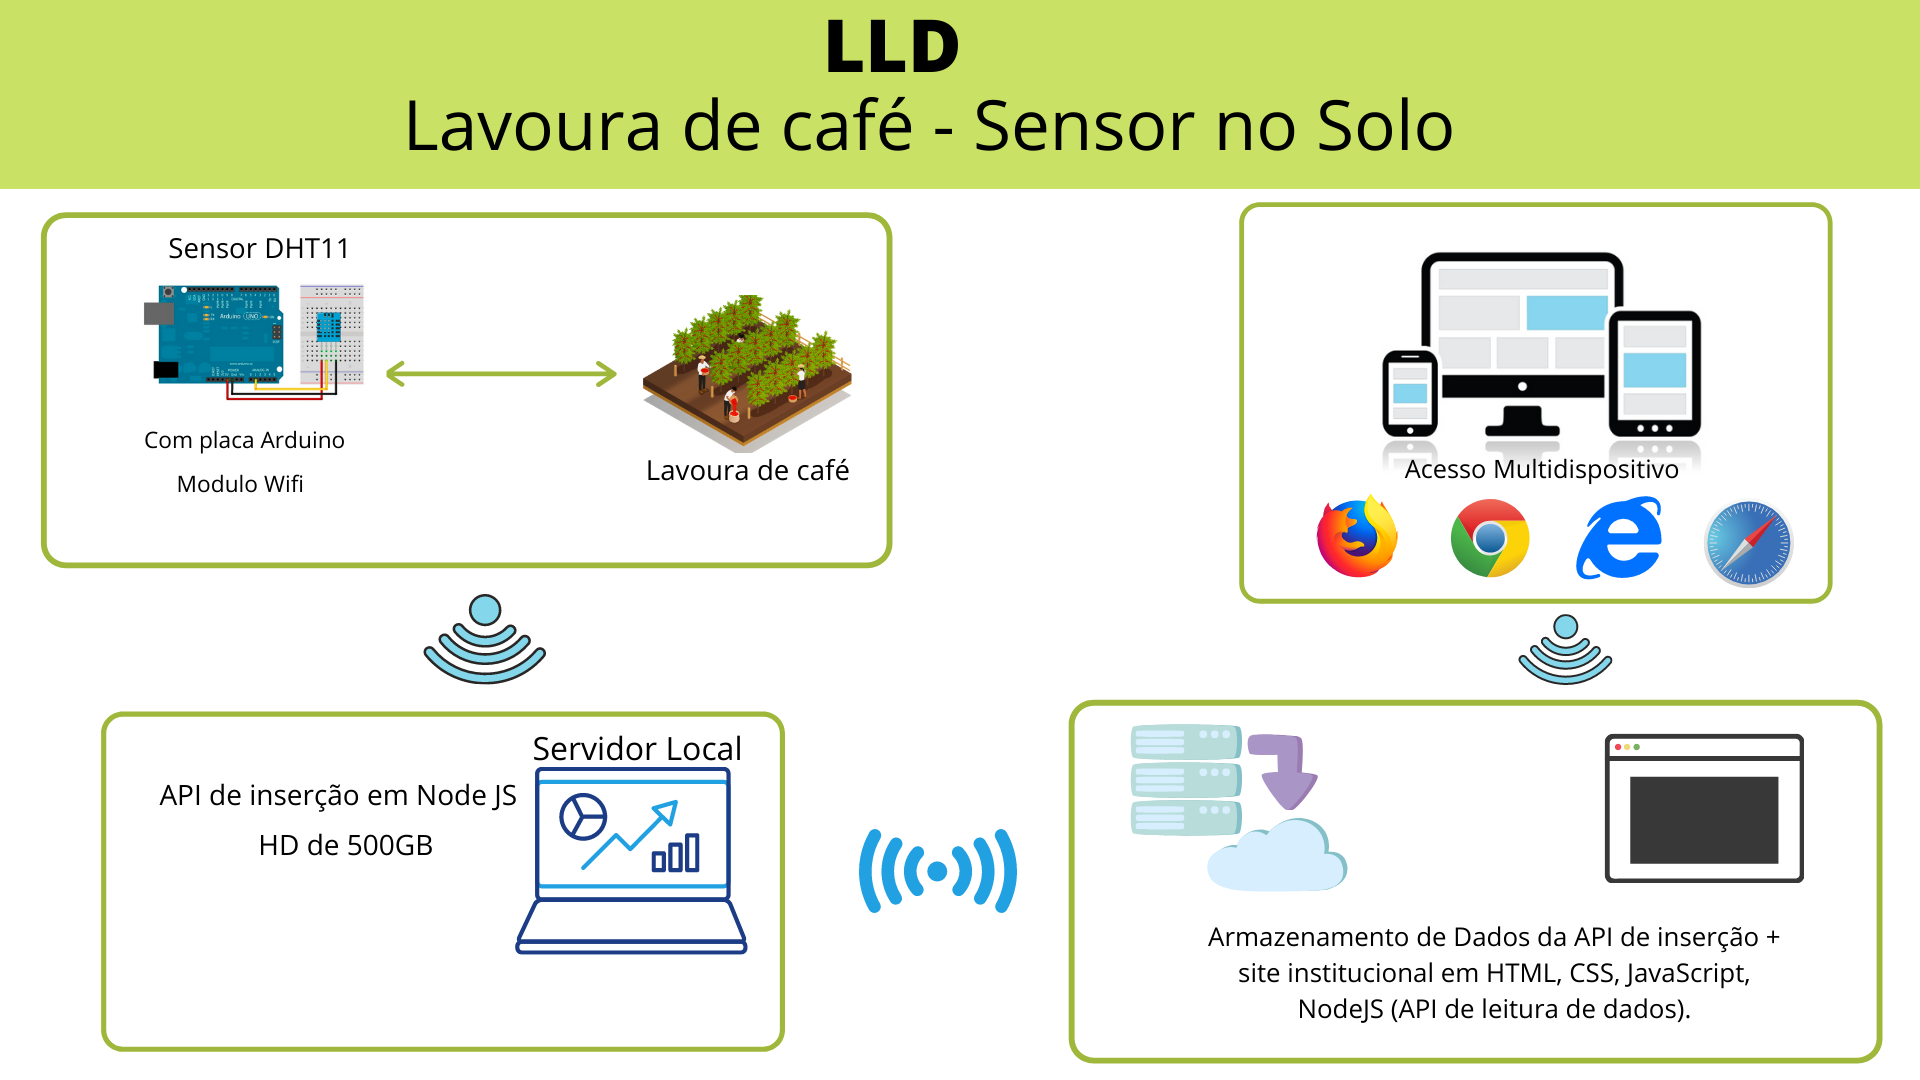 LLD
Lavoura de café - Sensor no Solo
Sensor DHT11
Arduino UNO
Com placa Arduino
Modulo Wifi
Lavoura de café
Acesso Multidispositivo
Servidor Local
API de inserção em Node JS
HD de 500GB
Armazenamento de Dados da API de inserção +
site institucional em HTML, CSS, JavaScript,
NodeJS (API de leitura de dados).